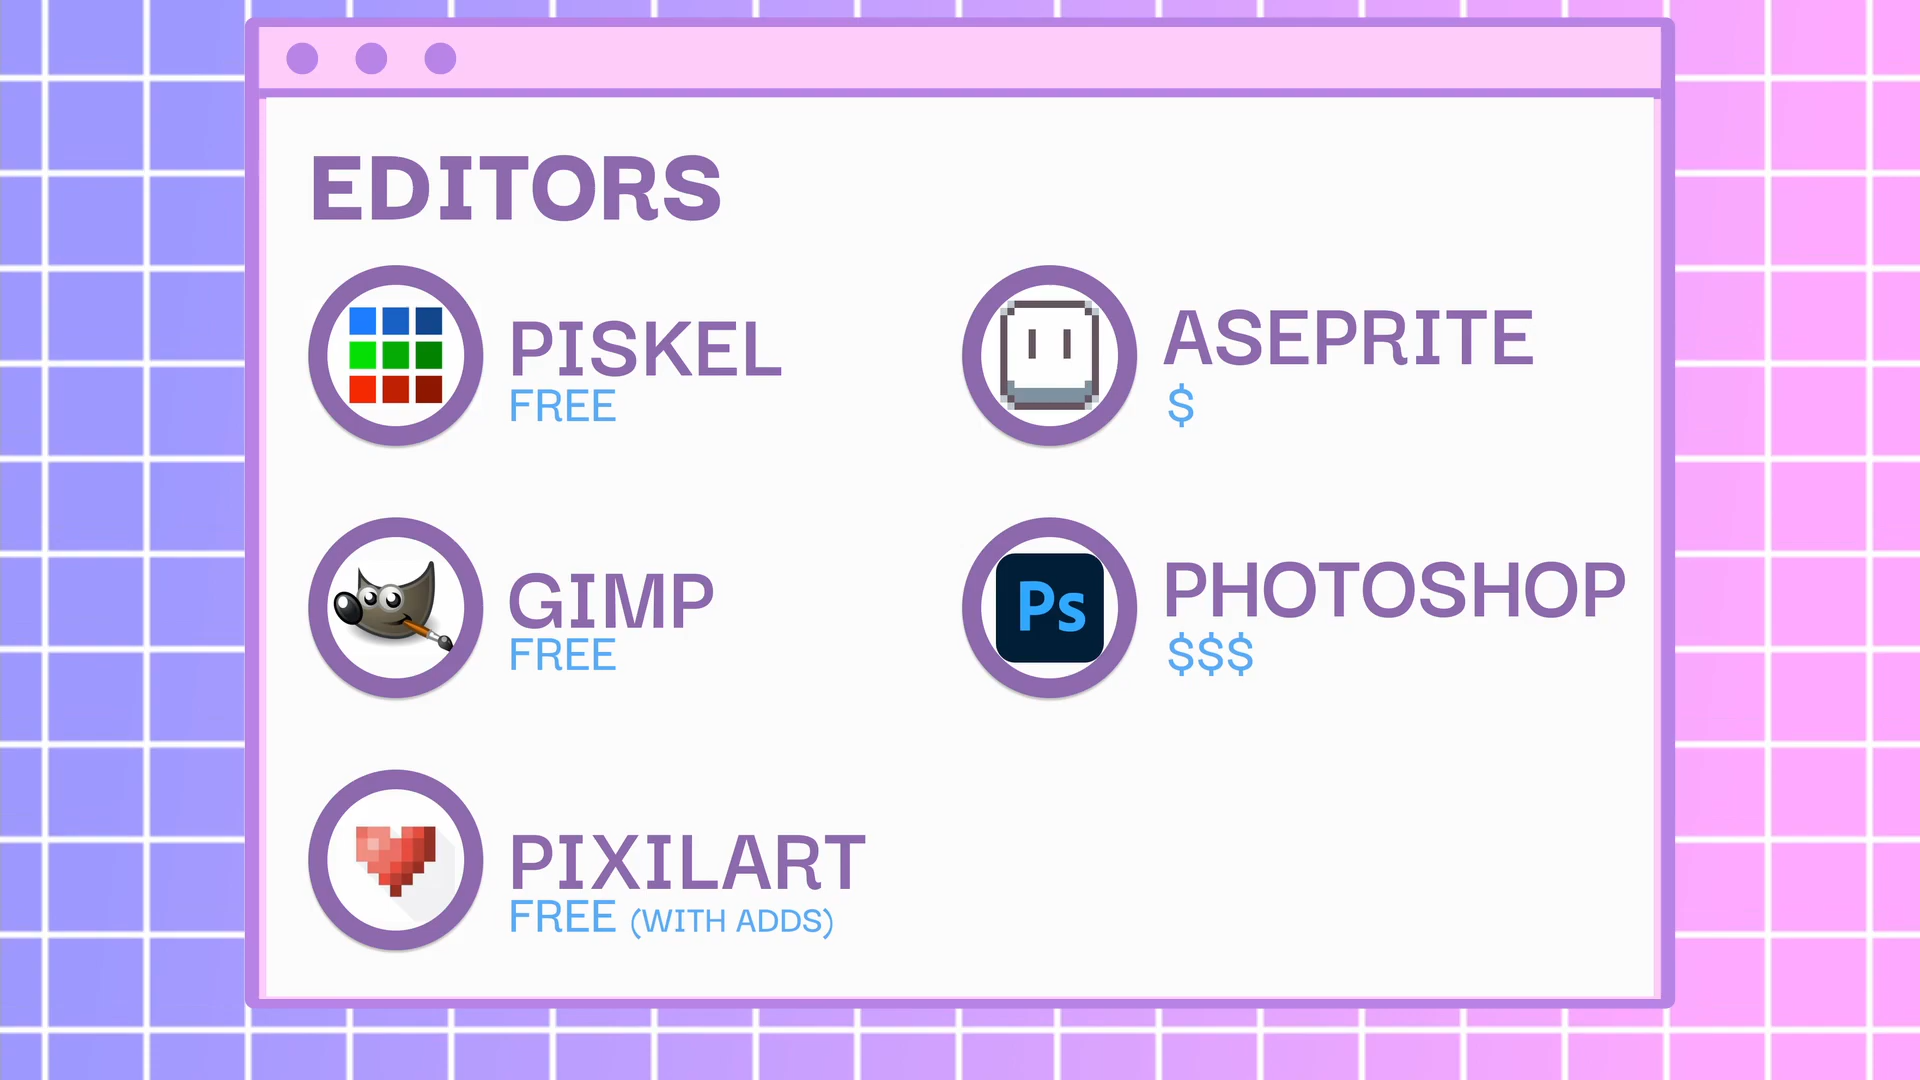 EDITORS
PISKEL
FREE
ASEPRITE
$
GIMP
FREE
Ps
PHOTOSHOP
$$$
PIXILART
FREE (WITH ADDS)